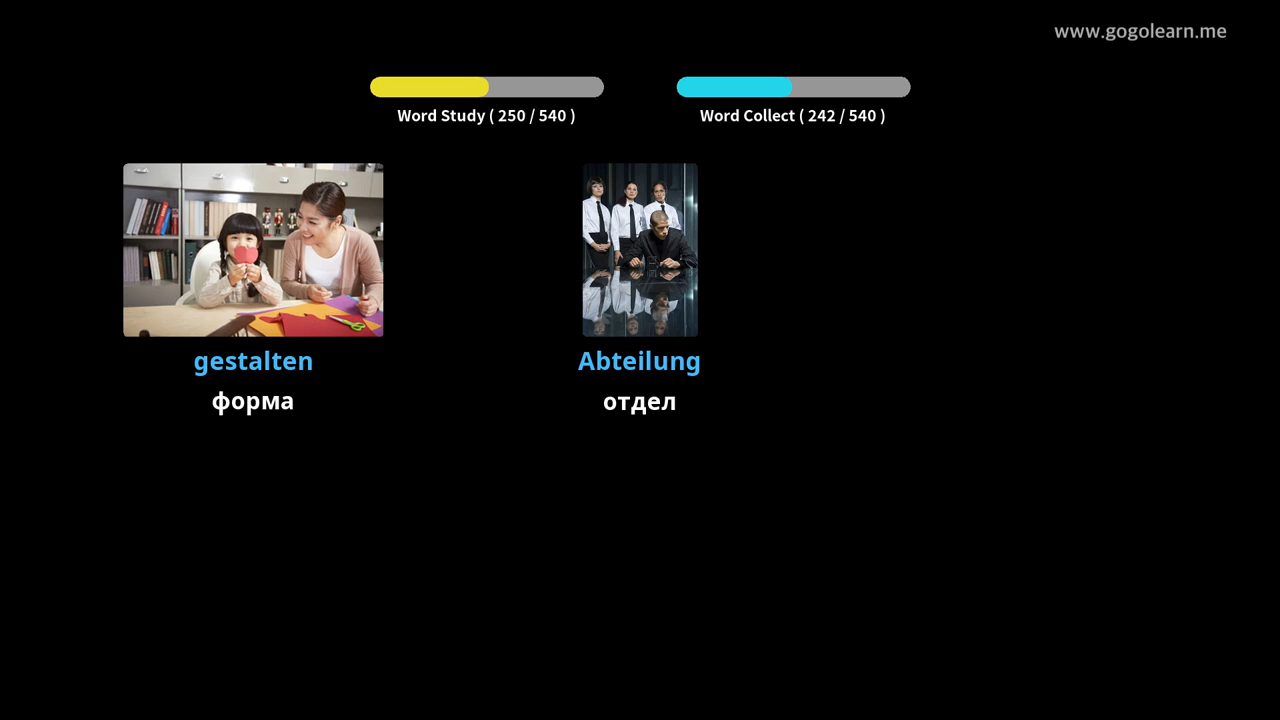 www.gogolearn.me
Word Study ( 250 / 540 )
Word Collect ( 242 / 540 )
gestalten
форма
Abteilung
отдел